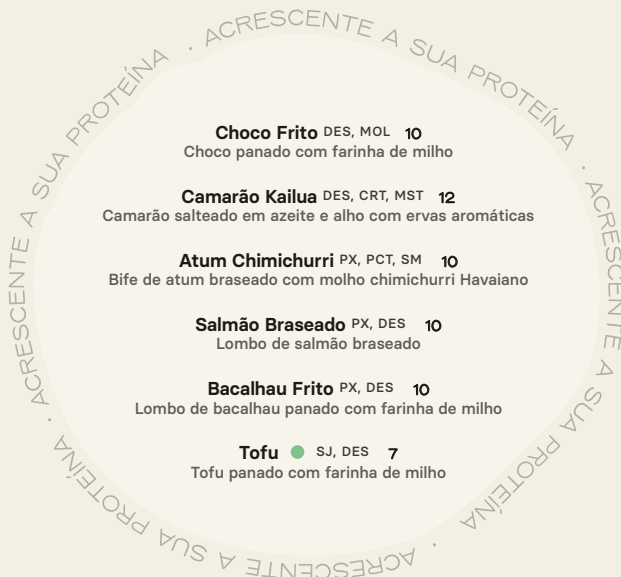 ACRESCENTE A SUA PROTEÍNA · ACRESCENTE A SUA PROTEÍNA · ACRESCENTE A SUA PROTEÍNA · ACRESCENTE A SUA PROTEÍNA ·
Choco Frito DES, MOL 10
Choco panado com farinha de milho
Camarão Kailua DES, CRT, MST 12
Camarão salteado em azeite e alho com ervas aromáticas
Atum Chimichurri PX, PCT, SM 10
Bife de atum braseado com molho chimichurri Havaiano
Salmão Braseado PX, DES 10
Lombo de salmão braseado
Bacalhau Frito PX, DES 10
Lombo de bacalhau panado com farinha de milho
Tofu SJ, DES 7
Tofu panado com farinha de milho